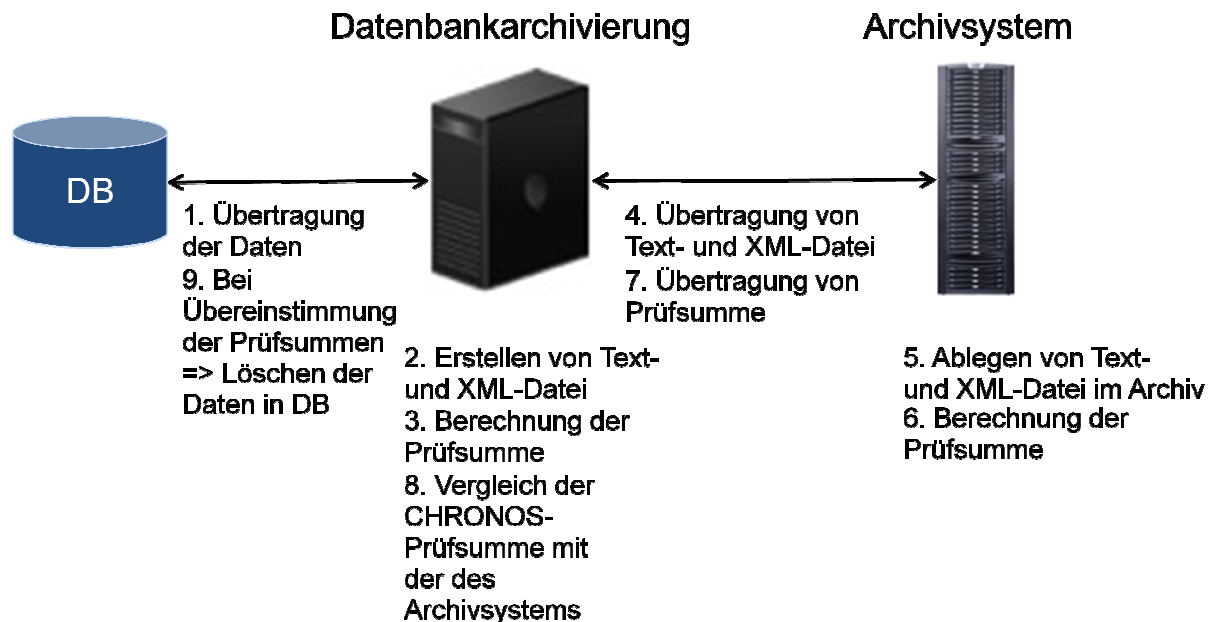 Datenbankarchivierung
Archivsystem
DB
1. Übertragung
der Daten
9. Bei
Übereinstimmung
der Prüfsummen
=> Löschen der
Daten in DB
2. Erstellen von Text-
und XML-Datei
3. Berechnung der
Prüfsumme
8. Vergleich der
CHRONOS-
Prüfsumme mit
der des
Archivsystems
4. Übertragung von
Text- und XML-Datei
7. Übertragung von
Prüfsumme
5. Ablegen von Text-
und XML-Datei im Archiv
6. Berechnung der
Prüfsumme